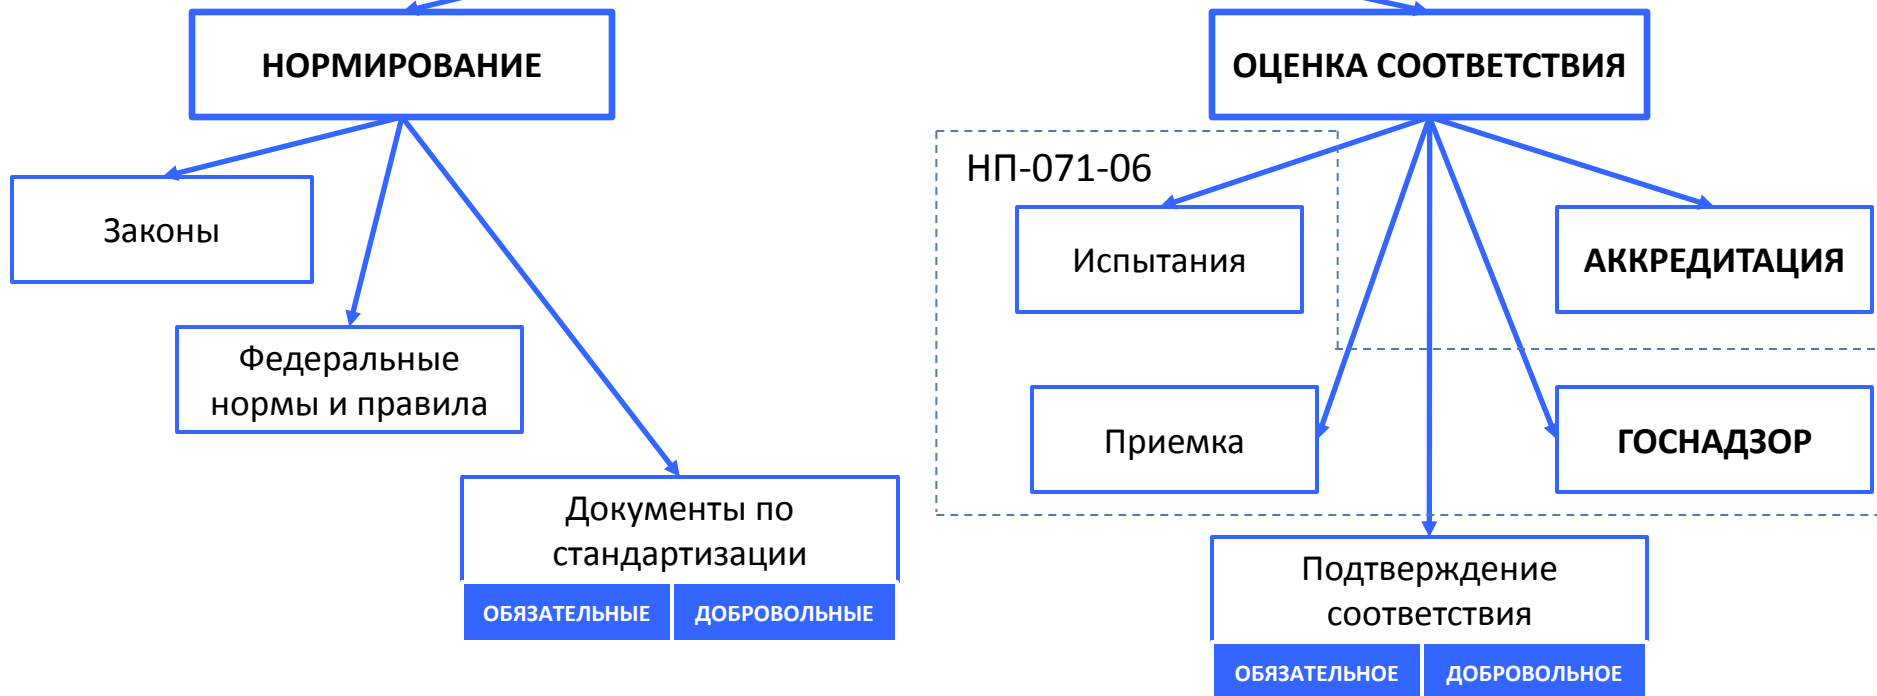 НОРМИРОВАНИЕ
Законы
Федеральные
нормы и правила
Документы по
стандартизации
ОБЯЗАТЕЛЬНЫЕ
ДОБРОВОЛЬНЫЕ
ОЦЕНКА СООТВЕТСТВИЯ
НП-071-06
Испытания
АККРЕДИТАЦИЯ
Приемка
ГОСНАДЗОР
Подтверждение
соответствия
ОБЯЗАТЕЛЬНОЕ
ДОБРОВОЛЬНОЕ